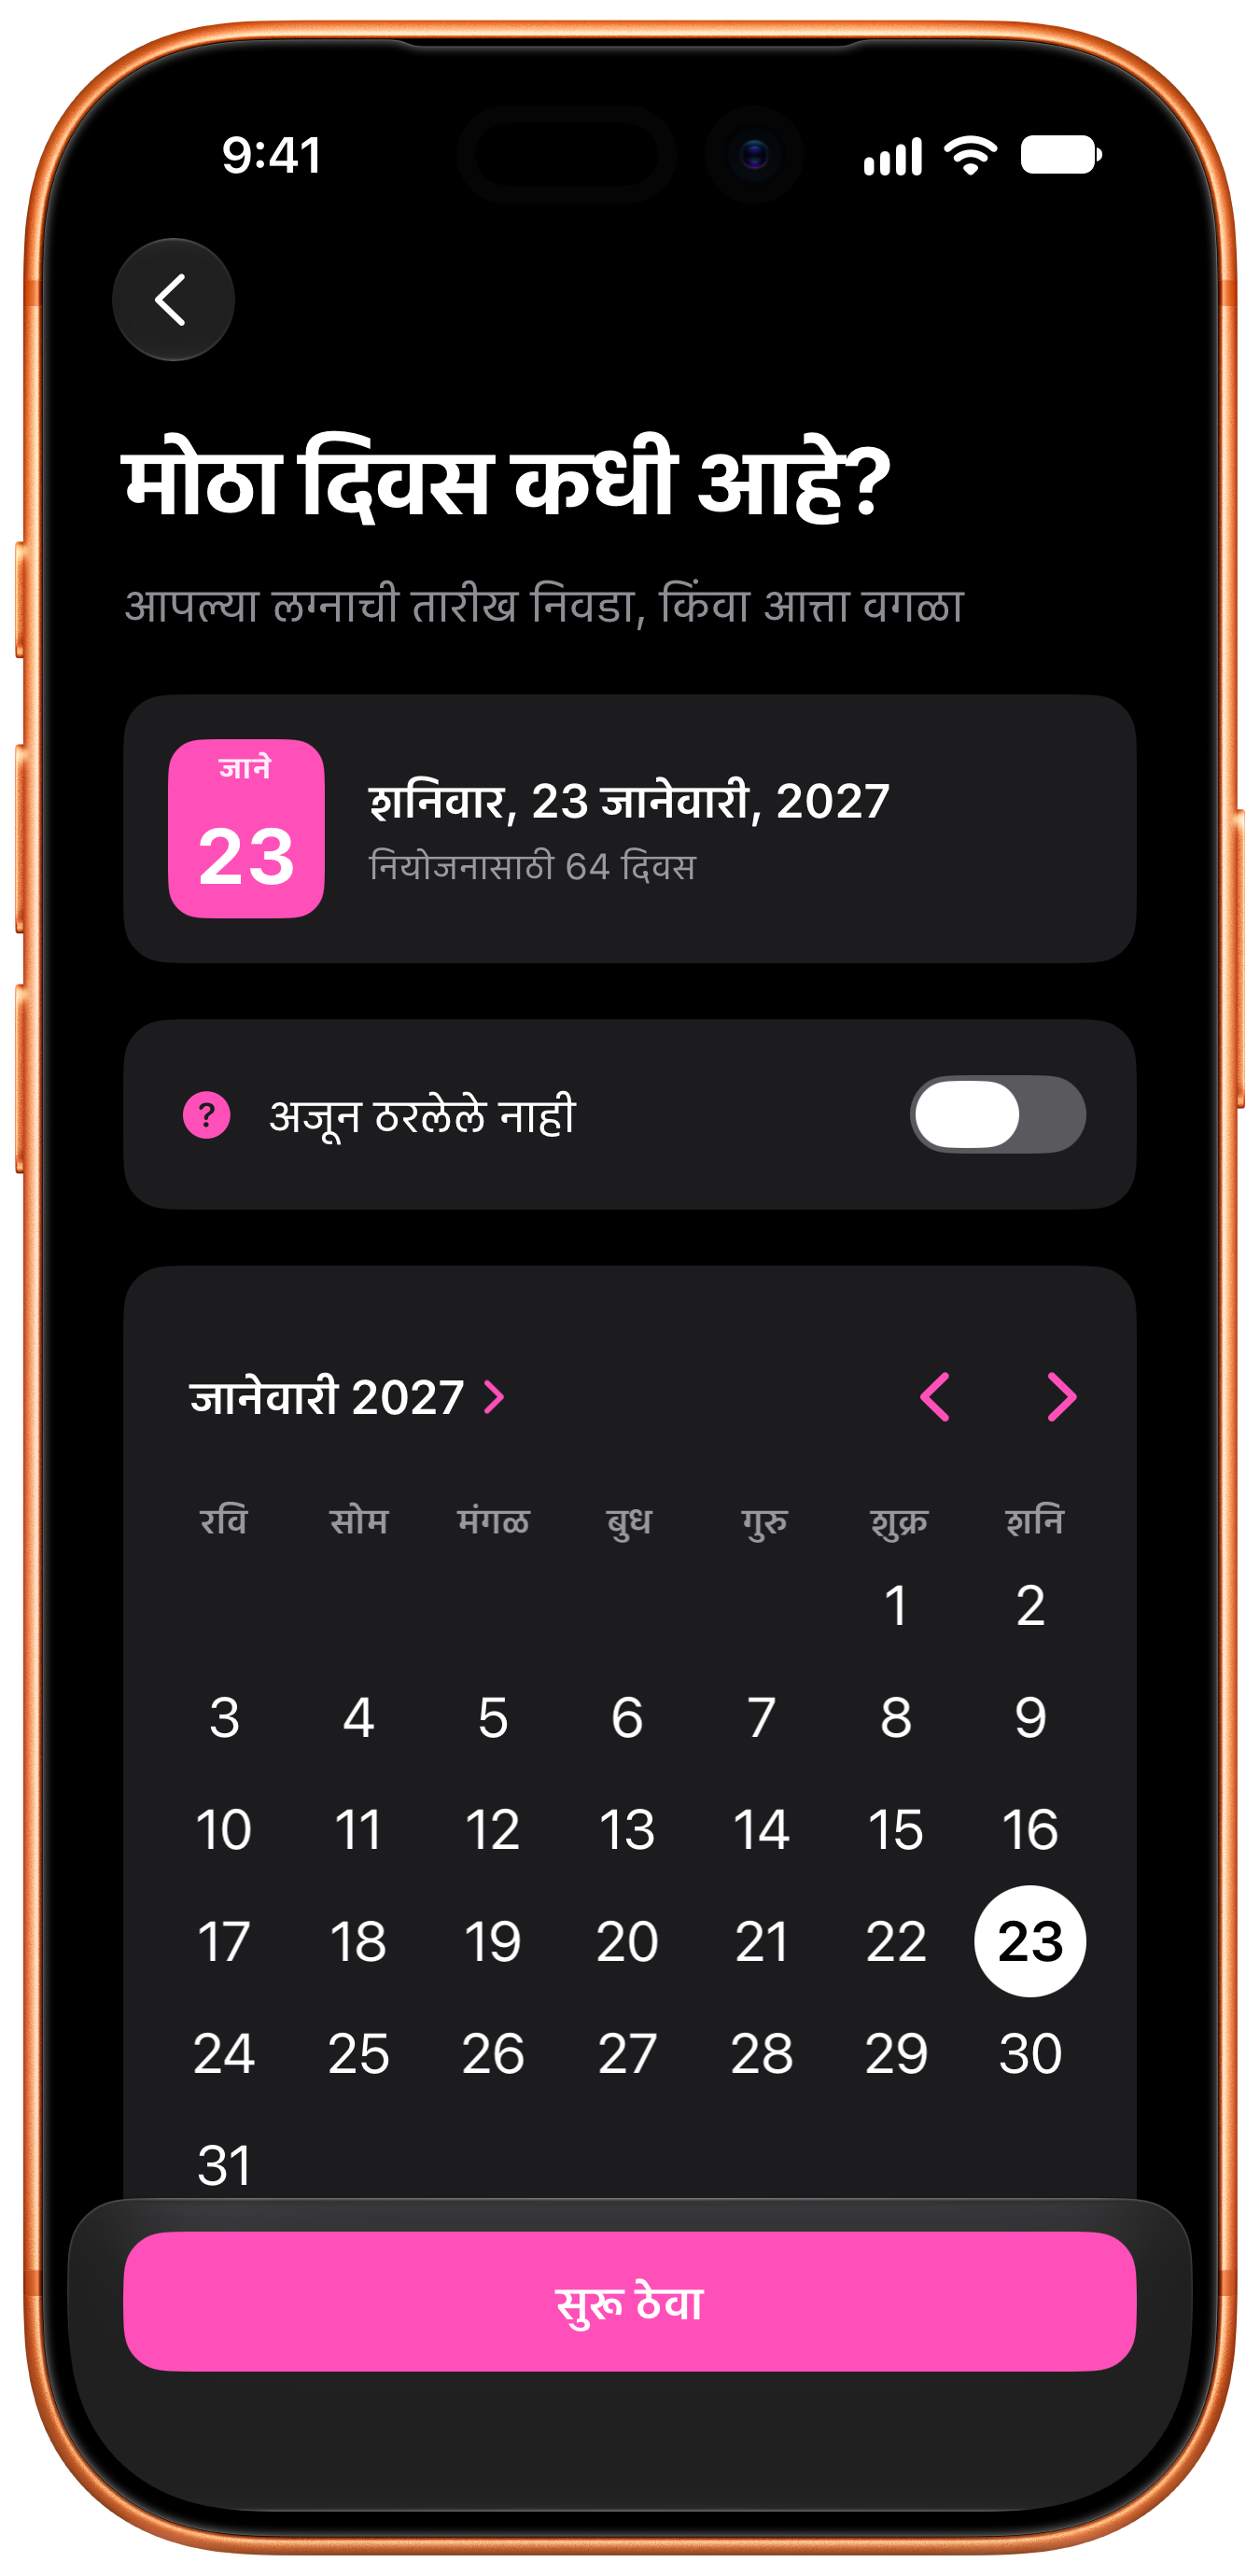 9:41
मोठा दिवस कधी आहे?
आपल्या लग्नाची तारीख निवडा, किंवा आत्ता वगळा
जाने
23
शनिवार, 23 जानेवारी, 2027
नियोजनासाठी 64 दिवस
? अजून ठरलेले नाही
जानेवारी 2027
रवि सोम मंगळ बुध गुरु शुक्र शनि
1 2
3 4 5 6 7 8 9
10 11 12 13 14 15 16
17 18 19 20 21 22 23
24 25 26 27 28 29 30
31
सुरू ठेवा